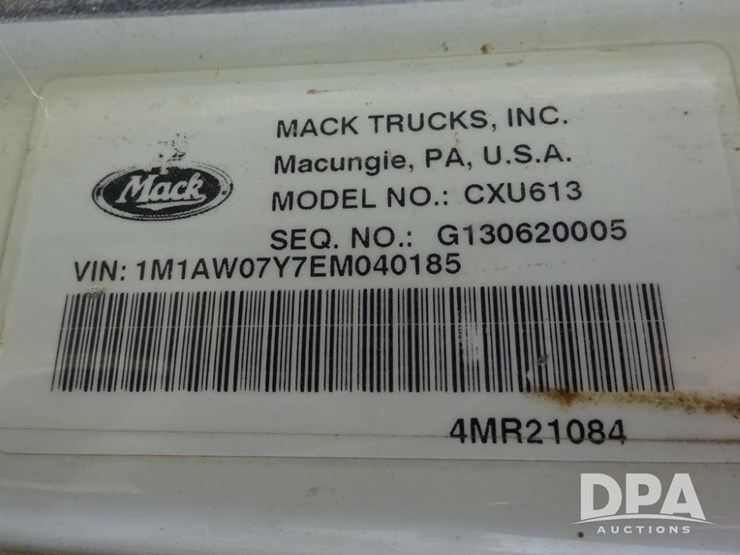 MACK TRUCKS, INC.
Macungie, PA, U.S.A.
Mack
MODEL NO.: CXU613
SEQ. NO.: G130620005
VIN: 1M1AW07Y7EM040185
4MR21084
DPA
AUCTIONS